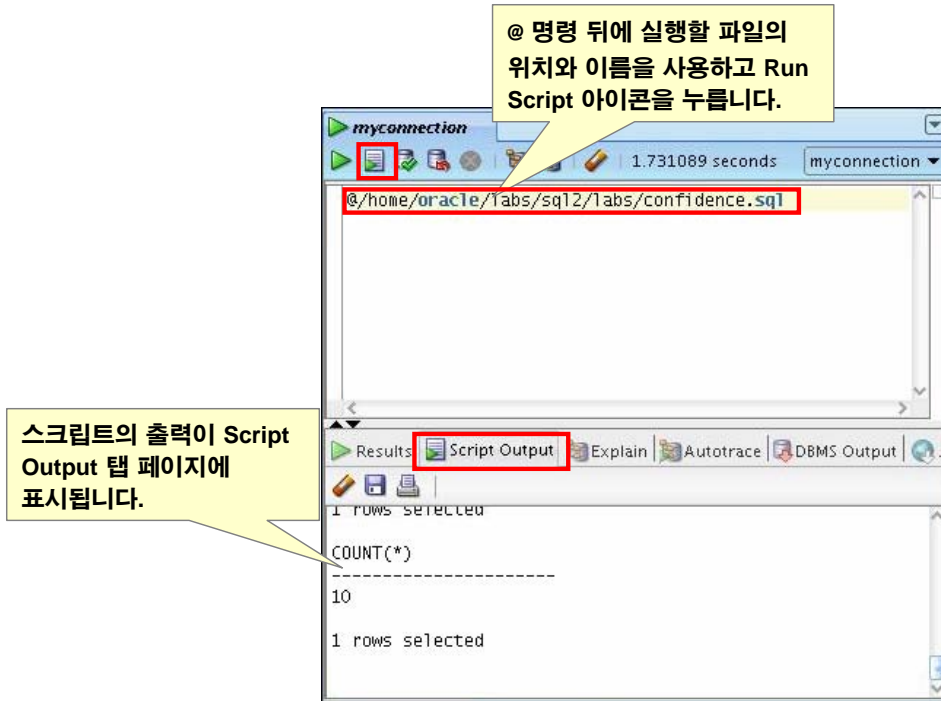 @ 명령 뒤에 실행할 파일의
위치와 이름을 사용하고 Run
Script 아이콘을 누릅니다.
myconnection
1.731089 seconds
myconnection
@/home/oracle/labs/sql2/labs/confidence.sql
스크립트의 출력이 Script
Output 탭 페이지에
표시됩니다.
Results
Script Output
Explain
Autotrace
DBMS Output
1 rows selected
COUNT(*)
----------------------
10
1 rows selected